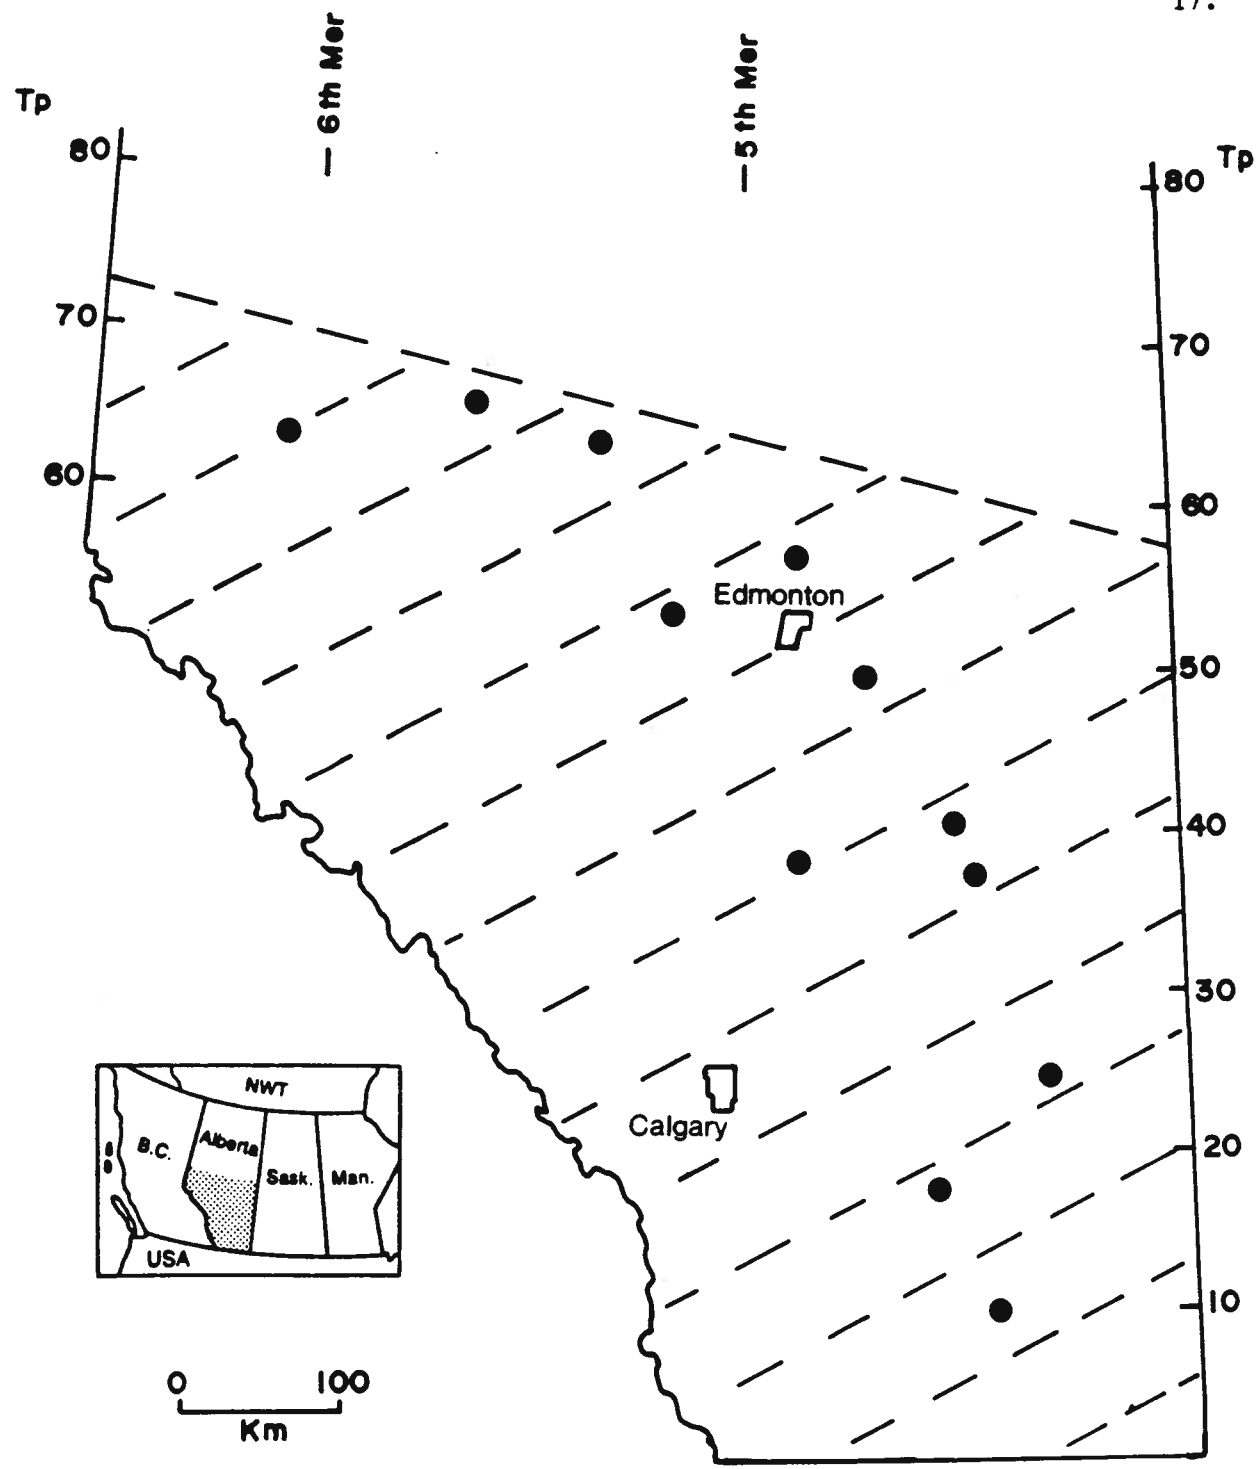 17.
— 6th Mer
— 5th Mer
Tp
Tp
80
80
70
70
60
60
Edmonton
50
40
30
NWT
B.C.
Alberta
Sask.
Man.
USA
Calgary
20
10
0 100
Km